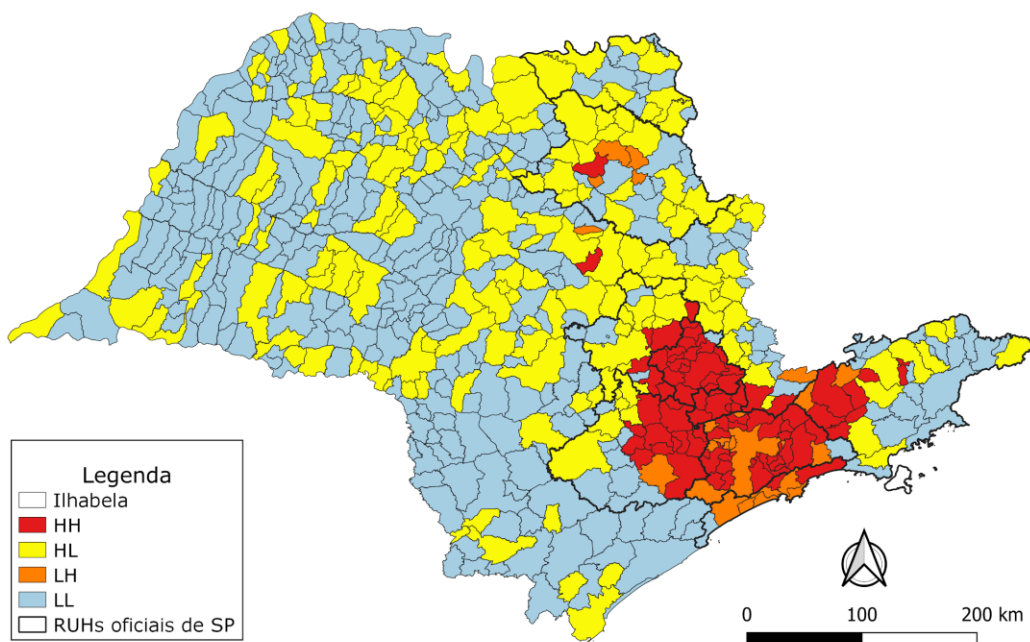 Legenda
Ilhabela
HH
HL
LH
LL
RUHs oficiais de SP
0 100 200 km